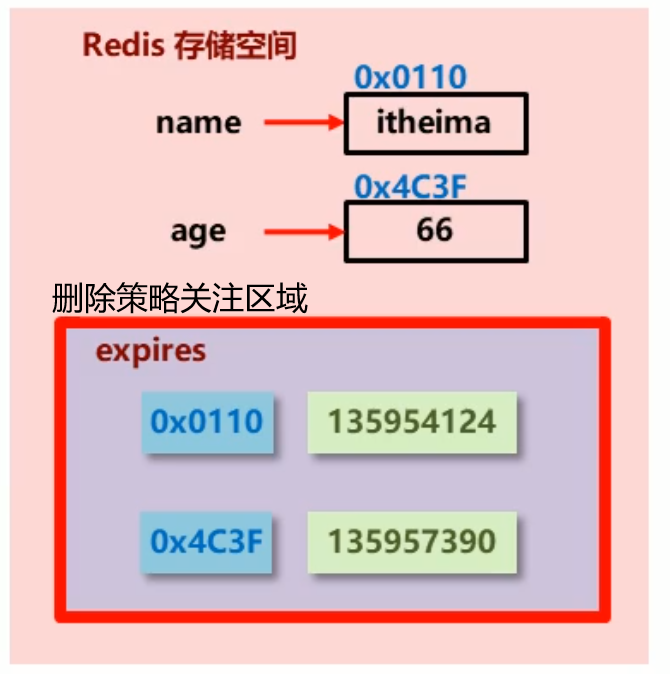 Redis 存储空间
0x0110
name itheima
0x4C3F
age 66
删除策略关注区域
expires
0x0110 135954124
0x4C3F 135957390